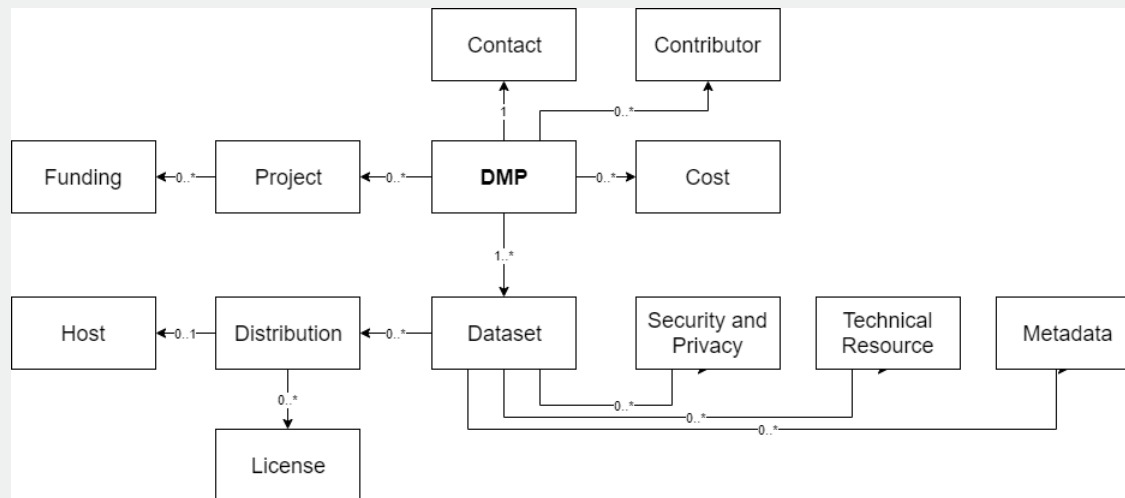 Contact
Contributor
1
0..*
Funding
0..*
Project
0..*
DMP
0..*
Cost
1..*
Host
0..1
Distribution
0..*
Dataset
Security and
Privacy
Technical
Resource
Metadata
0..*
0..*
0..*
0..*
License